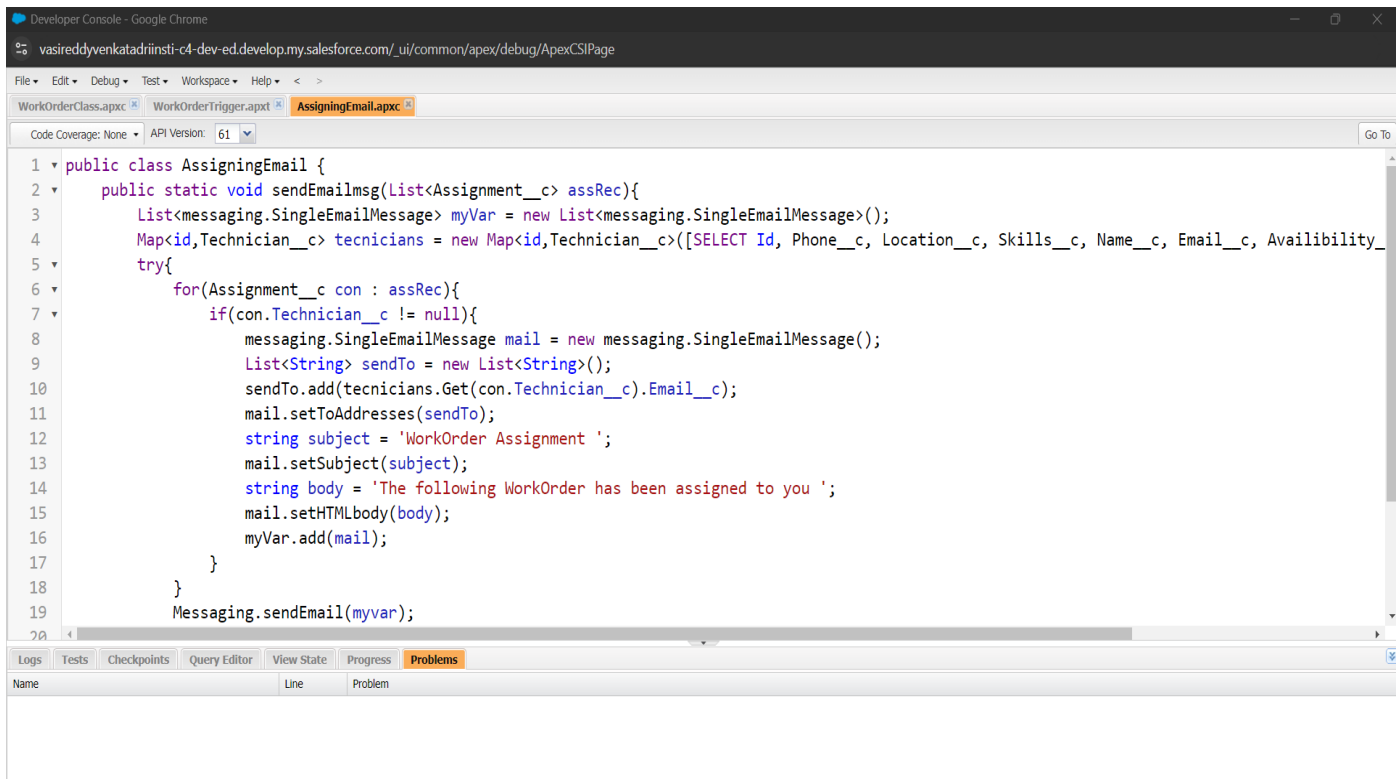 Developer Console - Google Chrome
vasireddyvenkatadriinsti-c4-dev-ed.develop.my.salesforce.com/_ui/common/apex/debug/ApexCSIPage
File Edit Debug Test Workspace Help < >
WorkOrderClass.apxc WorkOrderTrigger.apxt AssigningEmail.apxc
Code Coverage: None API Version: 61 Go To
1 public class AssigningEmail {
2 public static void sendEmailmsg(List<Assignment__c> assRec){
3 List<messaging.SingleEmailMessage> myVar = new List<messaging.SingleEmailMessage>();
4 Map<id,Technician__c> tecnicians = new Map<id,Technician__c>([SELECT Id, Phone__c, Location__c, Skills__c, Name__c, Email__c, Availibility_
5 try{
6 for(Assignment__c con : assRec){
7 if(con.Technician__c != null){
8 messaging.SingleEmailMessage mail = new messaging.SingleEmailMessage();
9 List<String> sendTo = new List<String>();
10 sendTo.add(tecnicians.Get(con.Technician__c).Email__c);
11 mail.setToAddresses(sendTo);
12 string subject = 'WorkOrder Assignment ';
13 mail.setSubject(subject);
14 string body = 'The following WorkOrder has been assigned to you ';
15 mail.setHTMLbody(body);
16 myVar.add(mail);
17 }
18 }
19 Messaging.sendEmail(myvar);
20
Logs Tests Checkpoints Query Editor View State Progress Problems
Name Line Problem